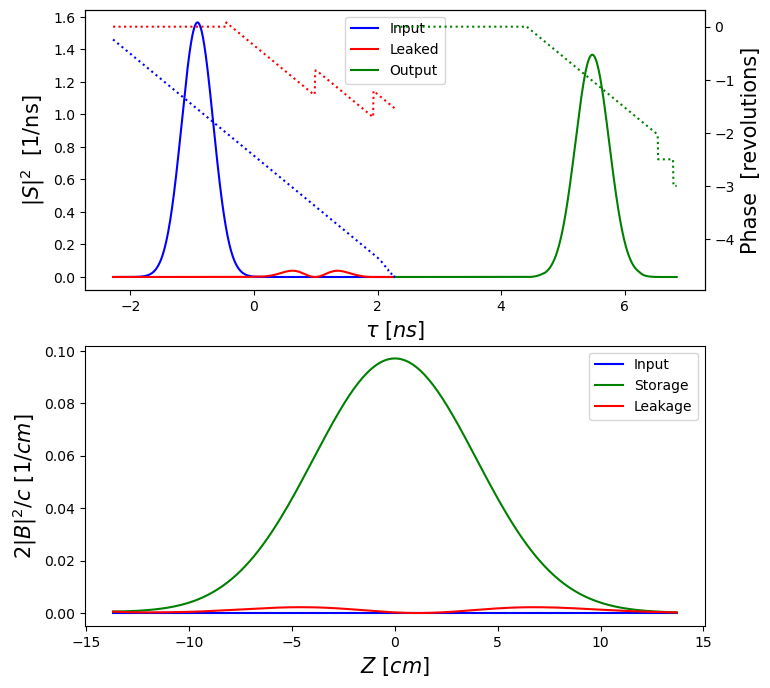 1.6
1.4
1.2
1.0
0.8
0.6
0.4
0.2
0.0
|S|² [1/ns]
Input
Leaked
Output
0
−1
−2
−3
−4
Phase [revolutions]
−2 0 2 4 6
τ [ns]
0.10
0.08
0.06
0.04
0.02
0.00
2|B|²/c [1/cm]
Input
Storage
Leakage
−15 −10 −5 0 5 10 15
Z [cm]